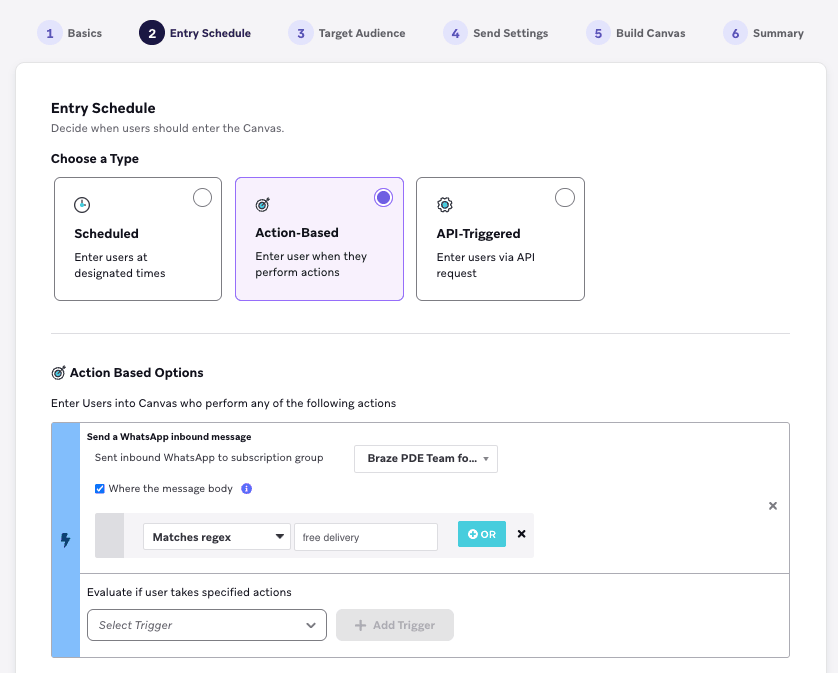 1 Basics 2 Entry Schedule 3 Target Audience 4 Send Settings 5 Build Canvas 6 Summary
Entry Schedule
Decide when users should enter the Canvas.
Choose a Type
Scheduled
Enter users at
designated times
Action-Based
Enter user when they
perform actions
API-Triggered
Enter users via API
request
Action Based Options
Enter Users into Canvas who perform any of the following actions
Send a WhatsApp inbound message
Sent inbound WhatsApp to subscription group Braze PDE Team fo...
Where the message body
Matches regex free delivery OR
Evaluate if user takes specified actions
Select Trigger Add Trigger